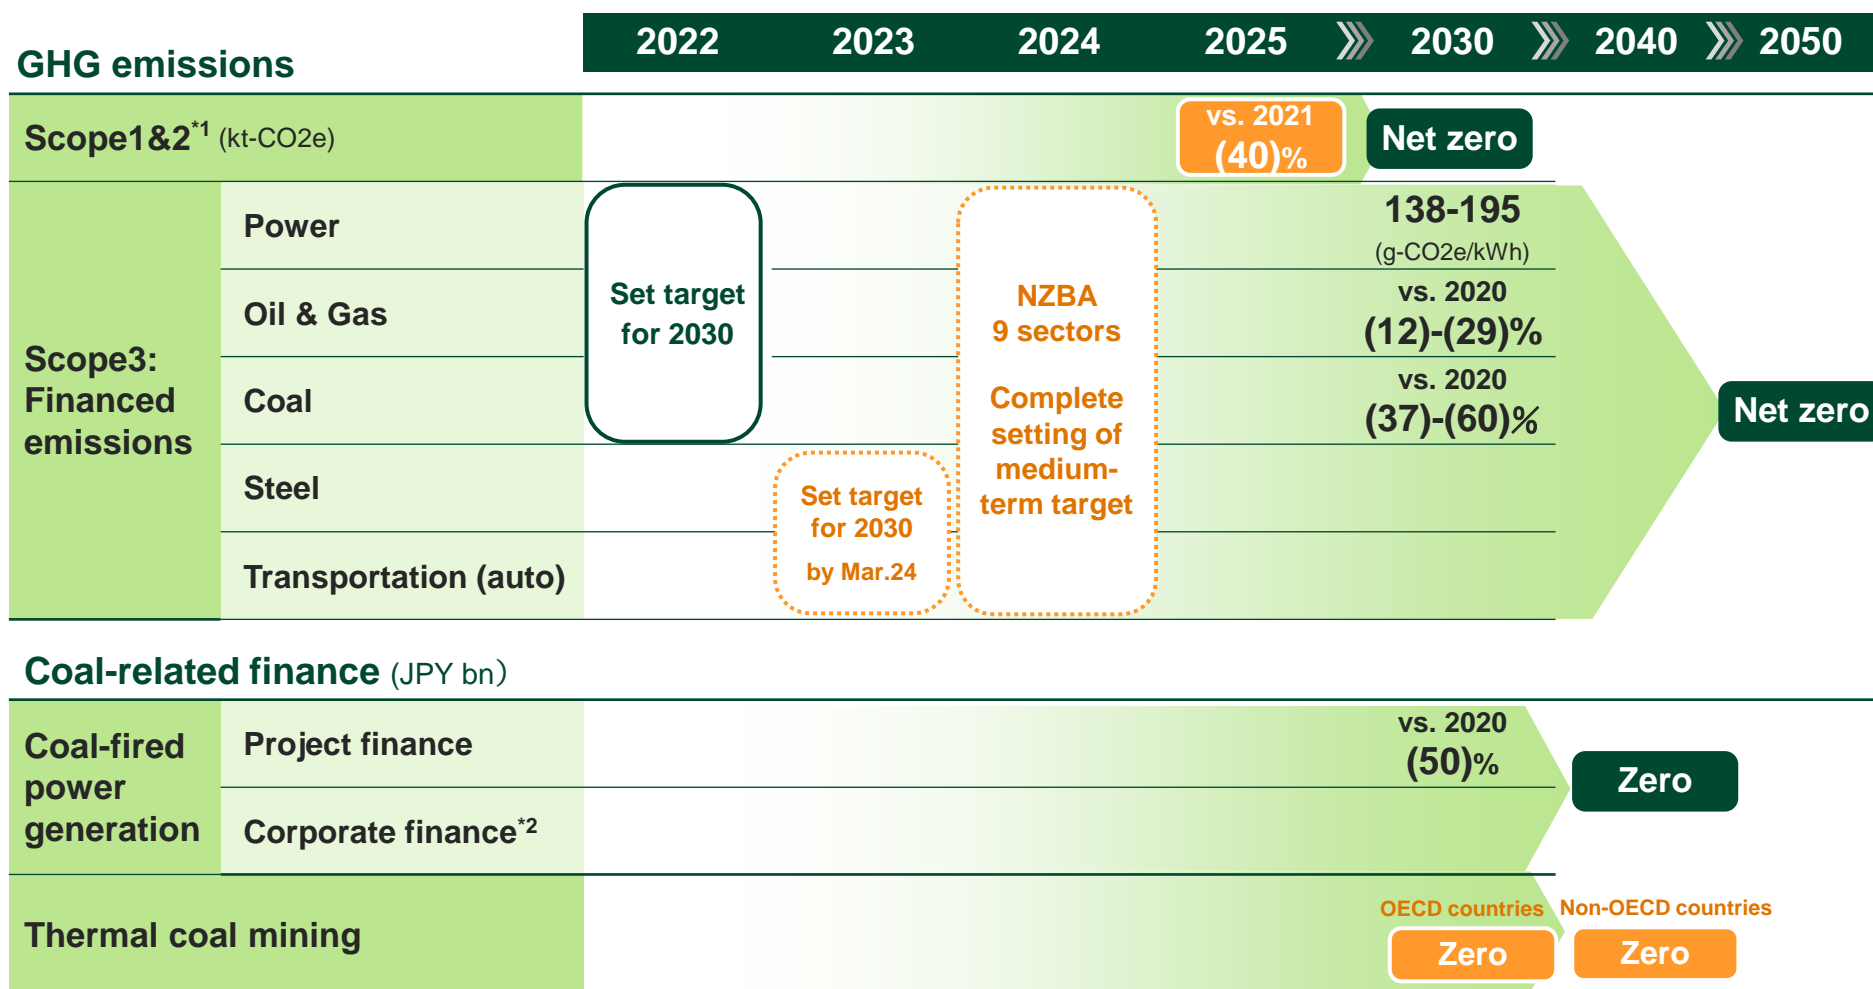 GHG emissions
2022 2023 2024 2025 2030 2040 2050
Scope1&2*1 (kt-CO2e)
vs. 2021
(40)%
Net zero
Scope3:
Financed
emissions
Power
Oil & Gas
Coal
Steel
Transportation (auto)
Set target
for 2030
Set target
for 2030
by Mar.24
NZBA
9 sectors
Complete
setting of
medium-
term target
138-195
(g-CO2e/kWh)
vs. 2020
(12)-(29)%
vs. 2020
(37)-(60)%
Net zero
Coal-related finance (JPY bn）
Coal-fired
power
generation
Project finance
Corporate finance*2
vs. 2020
(50)%
Zero
Thermal coal mining
OECD countries
Zero
Non-OECD countries
Zero